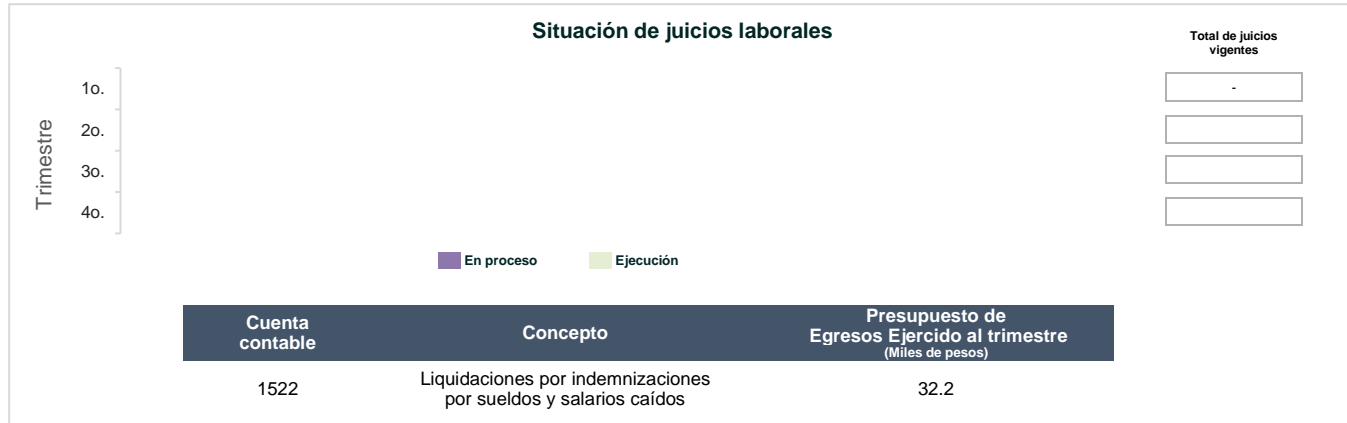 Situación de juicios laborales
Total de juicios
vigentes
Trimestre
1o.
-
2o.
3o.
4o.
En proceso
Ejecución
Cuenta
contable
Concepto
Presupuesto de
Egresos Ejercido al trimestre
(Miles de pesos)
1522
Liquidaciones por indemnizaciones
por sueldos y salarios caídos
32.2